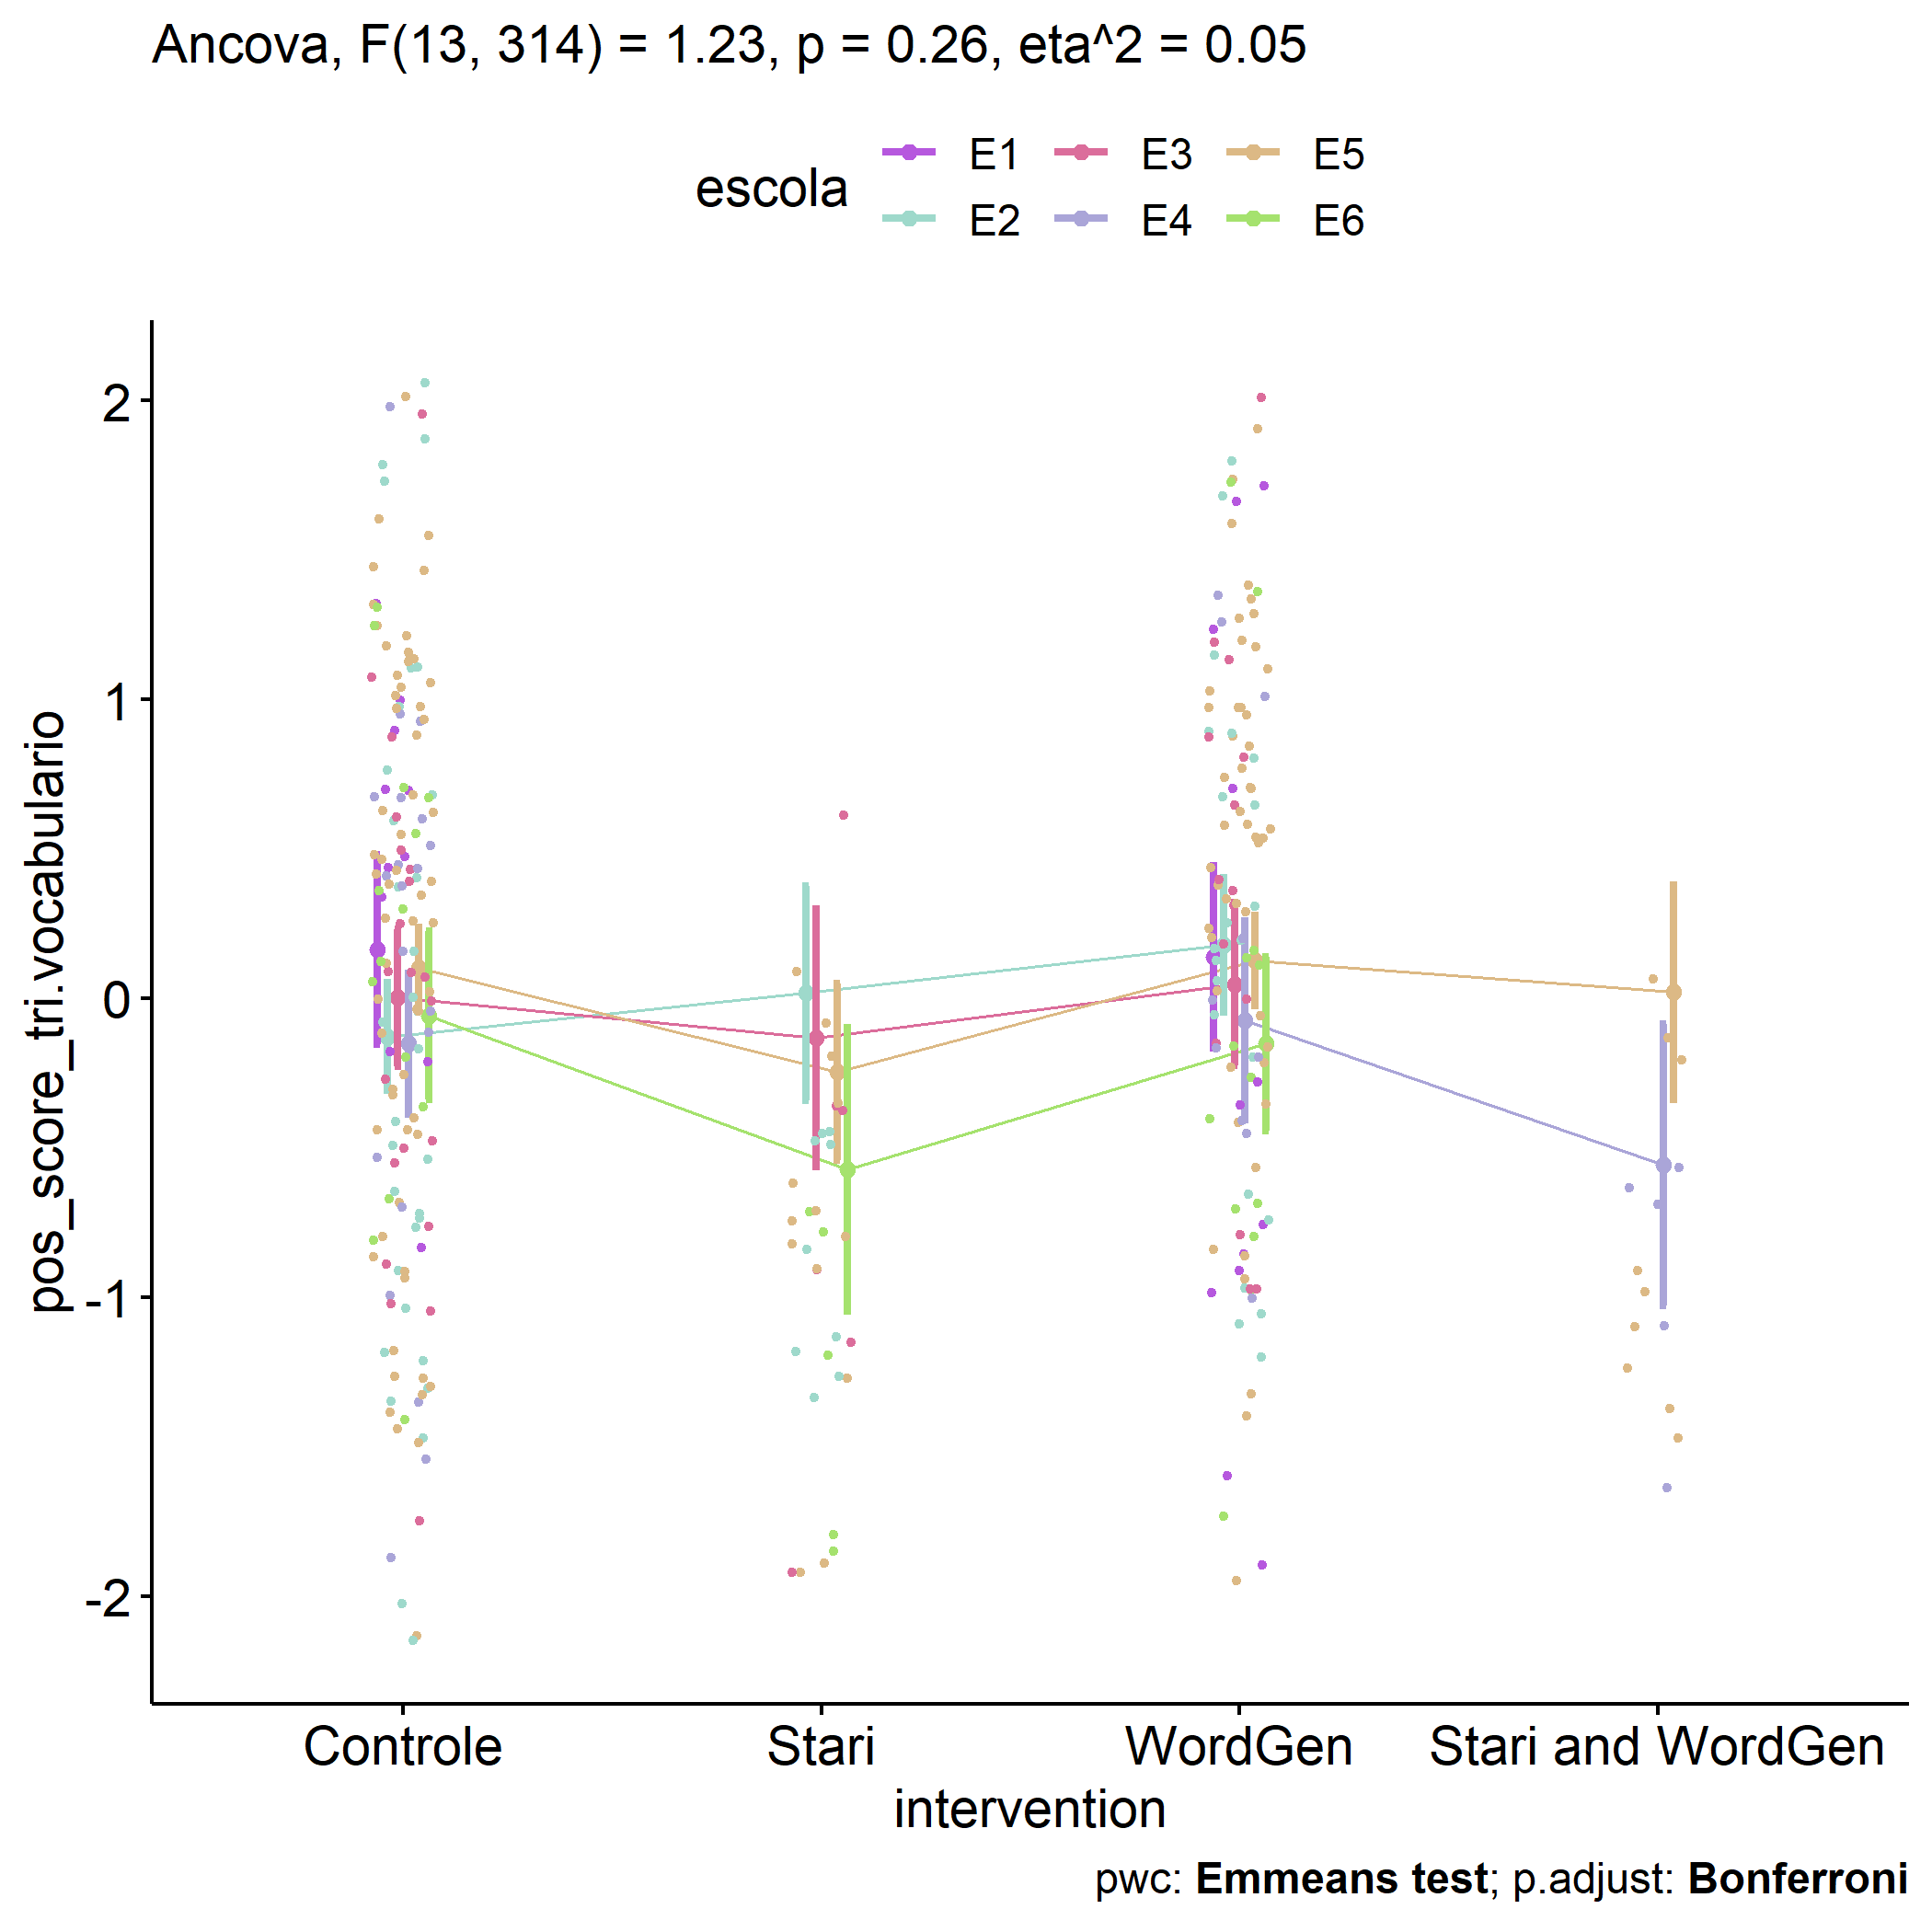 Ancova, F(13, 314) = 1.23, p = 0.26, eta^2 = 0.05
escola
E1 E3 E5
E2 E4 E6
pos_score_tri.vocabulario
2
1
0
-1
-2
Controle Stari WordGen Stari and WordGen
intervention
pwc: Emmeans test; p.adjust: Bonferroni